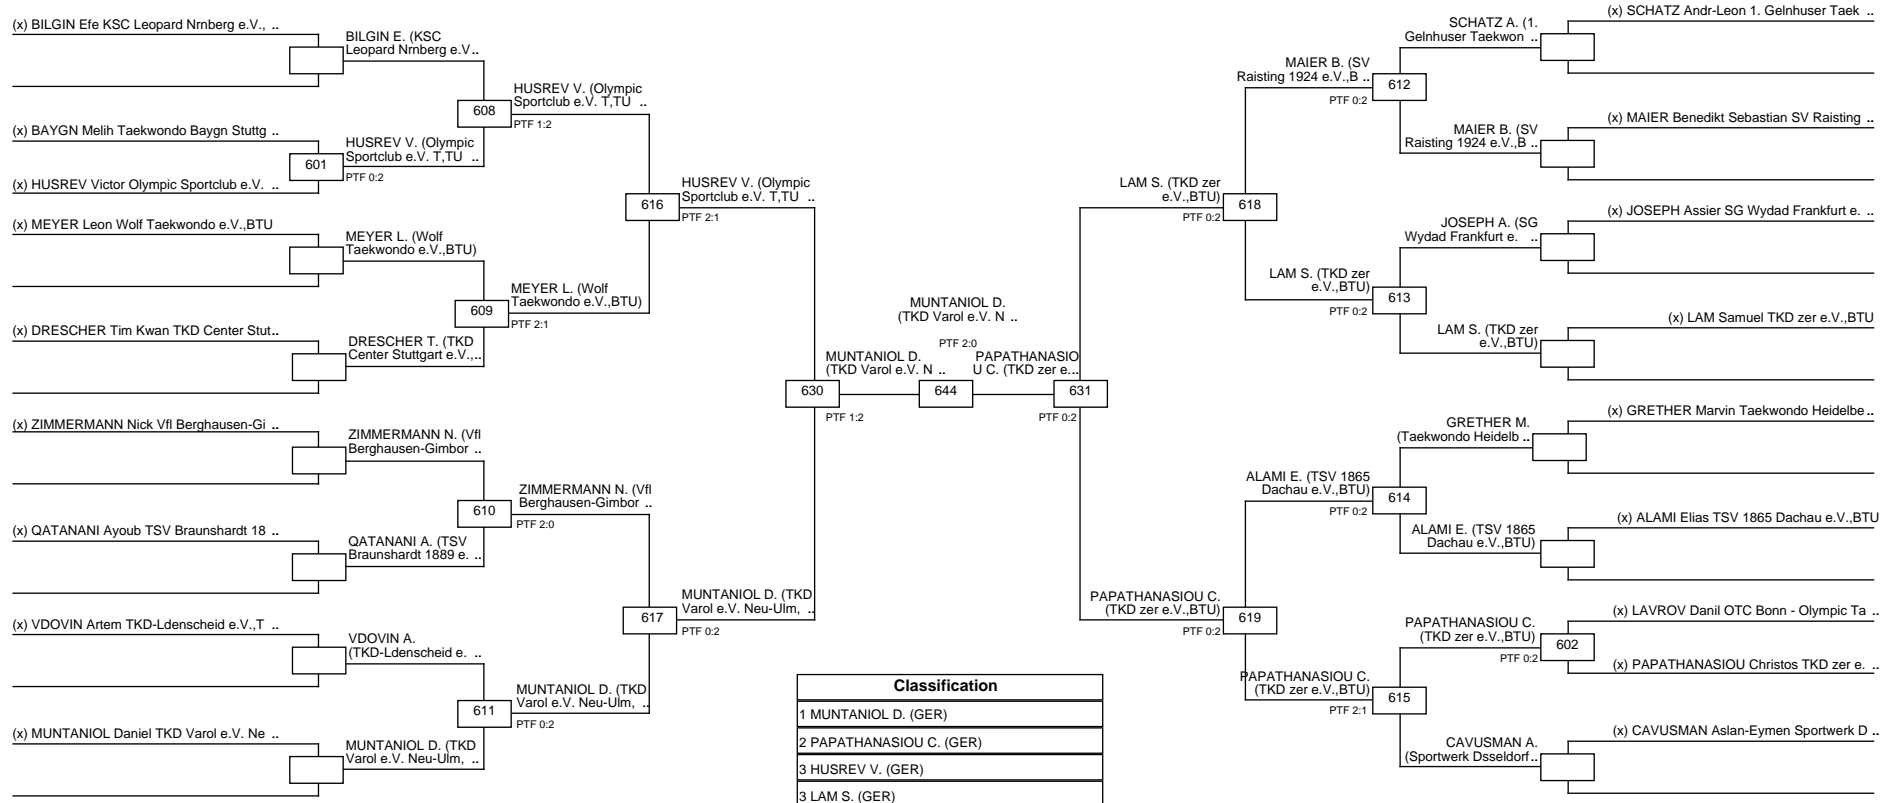 (x) BILGIN Efe KSC Leopard Nrnberg e.V., ..
BILGIN E. (KSC
Leopard Nrnberg e.V..
(x) BAYGN Melih Taekwondo Baygn Stuttg ..
601
(x) HUSREV Victor Olympic Sportclub e.V. ..
HUSREV V. (Olympic
Sportclub e.V. T,TU ..
PTF 0:2
608
HUSREV V. (Olympic
Sportclub e.V. T,TU ..
PTF 1:2
(x) MEYER Leon Wolf Taekwondo e.V.,BTU
MEYER L. (Wolf
Taekwondo e.V.,BTU)
(x) DRESCHER Tim Kwan TKD Center Stut..
DRESCHER T. (TKD
Center Stuttgart e.V.,..
609
MEYER L. (Wolf
Taekwondo e.V.,BTU)
PTF 2:1
616
HUSREV V. (Olympic
Sportclub e.V. T,TU ..
PTF 2:1
(x) ZIMMERMANN Nick Vfl Berghausen-Gi ..
ZIMMERMANN N. (Vfl
Berghausen-Gimbor ..
(x) QATANANI Ayoub TSV Braunshardt 18 ..
QATANANI A. (TSV
Braunshardt 1889 e. ..
610
ZIMMERMANN N. (Vfl
Berghausen-Gimbor ..
PTF 2:0
(x) VDOVIN Artem TKD-Ldenscheid e.V.,T ..
VDOVIN A.
(TKD-Ldenscheid e. ..
(x) MUNTANIOL Daniel TKD Varol e.V. Ne ..
MUNTANIOL D. (TKD
Varol e.V. Neu-Ulm, ..
611
MUNTANIOL D. (TKD
Varol e.V. Neu-Ulm, ..
PTF 0:2
617
MUNTANIOL D. (TKD
Varol e.V. Neu-Ulm, ..
PTF 0:2
630
MUNTANIOL D.
(TKD Varol e.V. N ..
PTF 1:2
MUNTANIOL D.
(TKD Varol e.V. N ..
PTF 2:0
644
PAPATHANASIO
U C. (TKD zer e...
631
PTF 0:2
LAM S. (TKD zer
e.V.,BTU)
PTF 0:2
618
MAIER B. (SV
Raisting 1924 e.V.,B ..
PTF 0:2
612
SCHATZ A. (1.
Gelnhuser Taekwon ..
(x) SCHATZ Andr-Leon 1. Gelnhuser Taek ..
MAIER B. (SV
Raisting 1924 e.V.,B ..
(x) MAIER Benedikt Sebastian SV Raisting ..
LAM S. (TKD zer
e.V.,BTU)
PTF 0:2
613
JOSEPH A. (SG
Wydad Frankfurt e. ..
(x) JOSEPH Assier SG Wydad Frankfurt e. ..
LAM S. (TKD zer
e.V.,BTU)
(x) LAM Samuel TKD zer e.V.,BTU
PAPATHANASIOU C.
(TKD zer e.V.,BTU)
PTF 0:2
619
ALAMI E. (TSV 1865
Dachau e.V.,BTU)
PTF 0:2
614
GRETHER M.
(Taekwondo Heidelb ..
(x) GRETHER Marvin Taekwondo Heidelbe ..
ALAMI E. (TSV 1865
Dachau e.V.,BTU)
(x) ALAMI Elias TSV 1865 Dachau e.V.,BTU
PAPATHANASIOU C.
(TKD zer e.V.,BTU)
PTF 2:1
615
PAPATHANASIOU C.
(TKD zer e.V.,BTU)
PTF 0:2
602
(x) LAVROV Danil OTC Bonn - Olympic Ta ..
(x) PAPATHANASIOU Christos TKD zer e. ..
CAVUSMAN A.
(Sportwerk Dsseldorf..
(x) CAVUSMAN Aslan-Eymen Sportwerk D ..
Classification
1 MUNTANIOL D. (GER)
2 PAPATHANASIOU C. (GER)
3 HUSREV V. (GER)
3 LAM S. (GER)